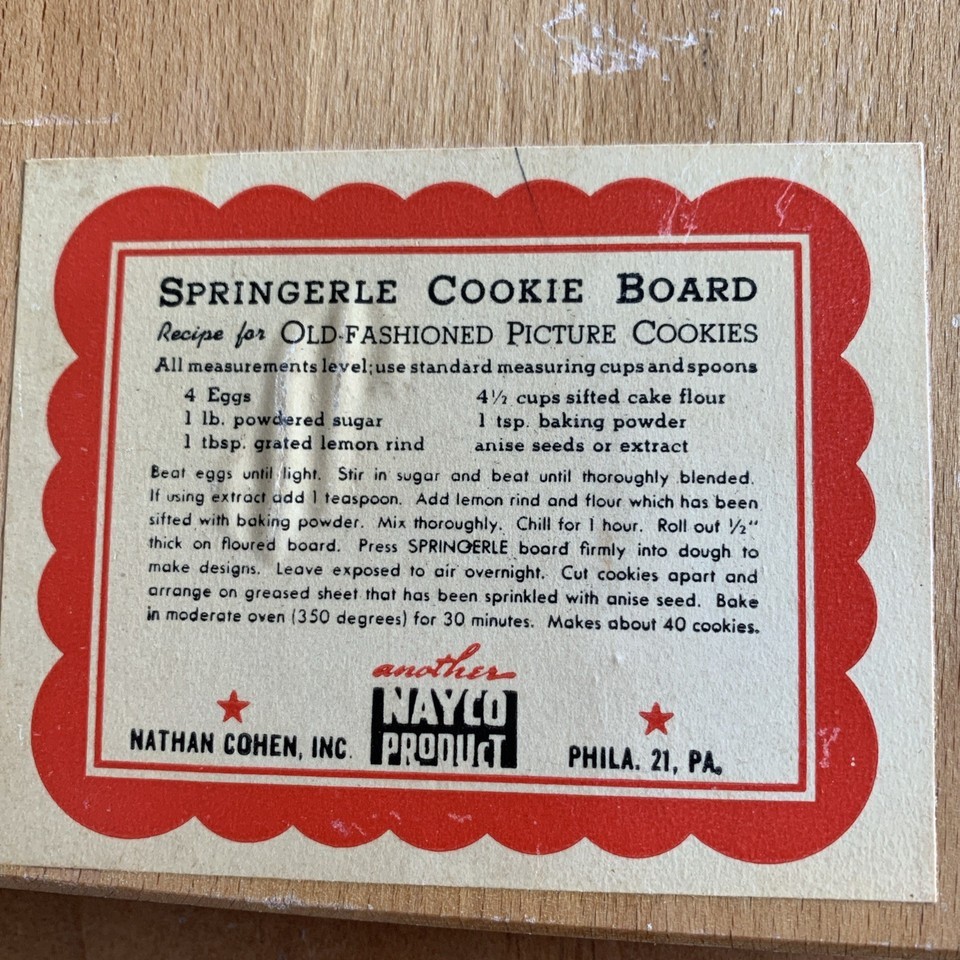 SPRINGERLE COOKIE BOARD
Recipe for OLD-FASHIONED PICTURE COOKIES
All measurements level; use standard measuring cups and spoons
4 Eggs 4½ cups sifted cake flour
1 lb. powdered sugar 1 tsp. baking powder
1 tbsp. grated lemon rind anise seeds or extract
Beat eggs until light. Stir in sugar and beat until thoroughly blended.
If using extract add 1 teaspoon. Add lemon rind and flour which has been
sifted with baking powder. Mix thoroughly. Chill for 1 hour. Roll out ½"
thick on floured board. Press SPRINGERLE board firmly into dough to
make designs. Leave exposed to air overnight. Cut cookies apart and
arrange on greased sheet that has been sprinkled with anise seed. Bake
in moderate oven (350 degrees) for 30 minutes. Makes about 40 cookies.
another
NAYCO
PRODUCT
NATHAN COHEN, INC. PHILA. 21, PA.